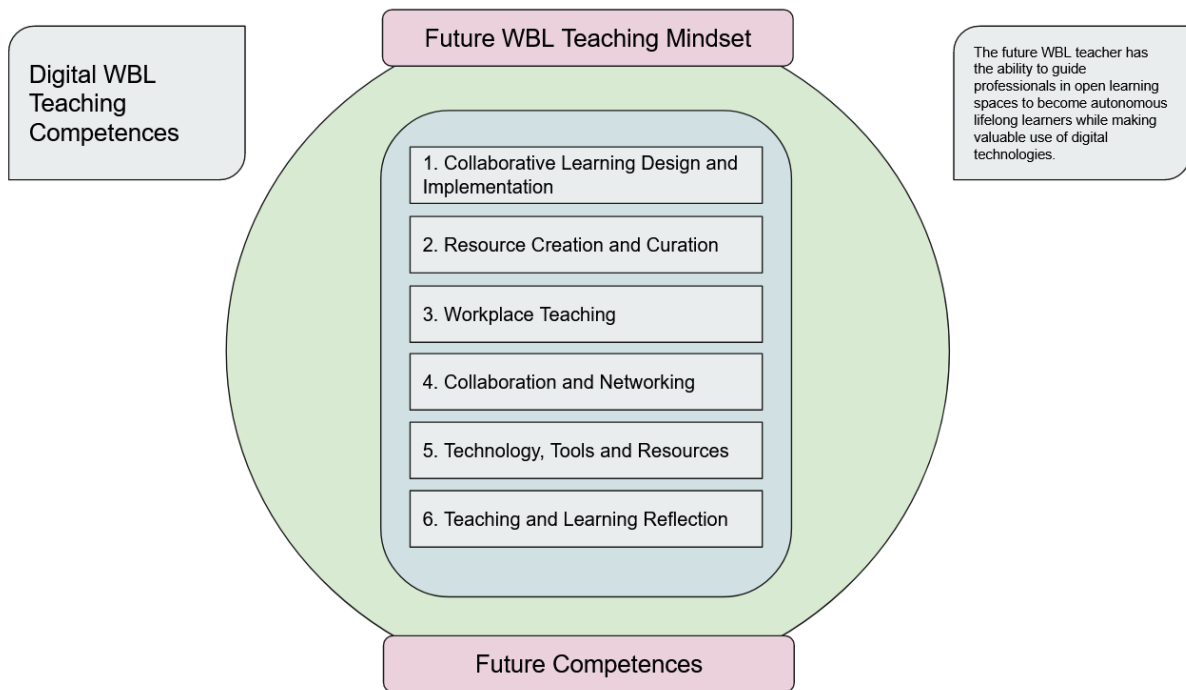 Future WBL Teaching Mindset
Digital WBL
Teaching
Competences
The future WBL teacher has
the ability to guide
professionals in open learning
spaces to become autonomous
lifelong learners while making
valuable use of digital
technologies.
1. Collaborative Learning Design and
Implementation
2. Resource Creation and Curation
3. Workplace Teaching
4. Collaboration and Networking
5. Technology, Tools and Resources
6. Teaching and Learning Reflection
Future Competences